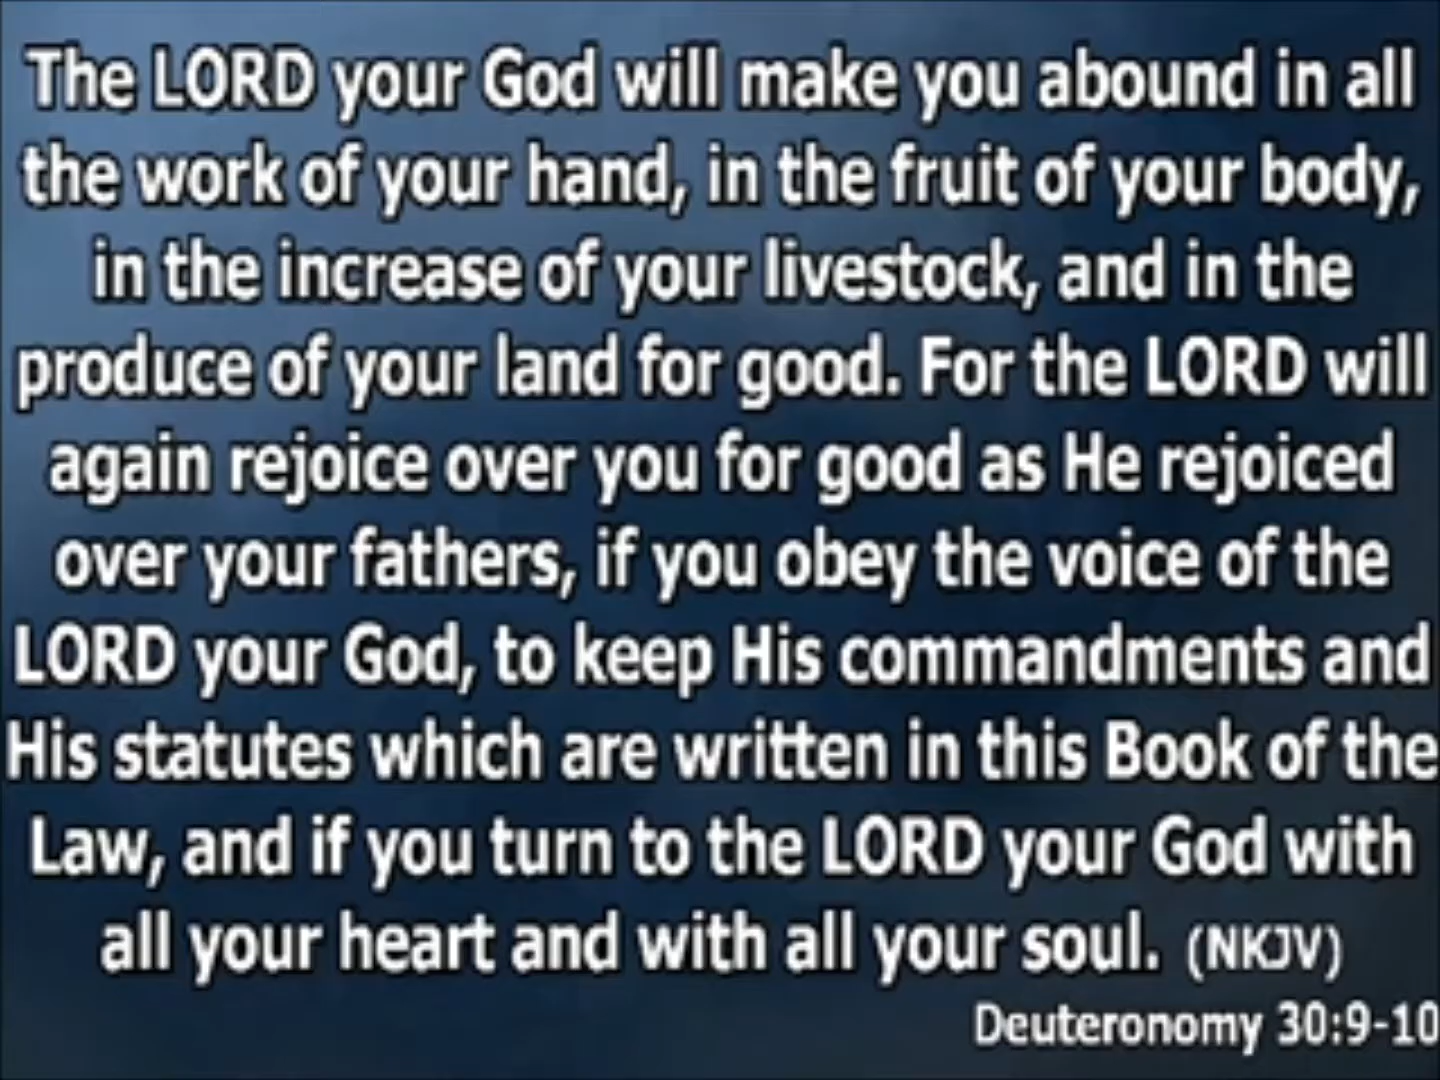 The LORD your God will make you abound in all
the work of your hand, in the fruit of your body,
in the increase of your livestock, and in the
produce of your land for good. For the LORD will
again rejoice over you for good as He rejoiced
over your fathers, if you obey the voice of the
LORD your God, to keep His commandments and
His statutes which are written in this Book of the
Law, and if you turn to the LORD your God with
all your heart and with all your soul. (NKJV)
Deuteronomy 30:9-10